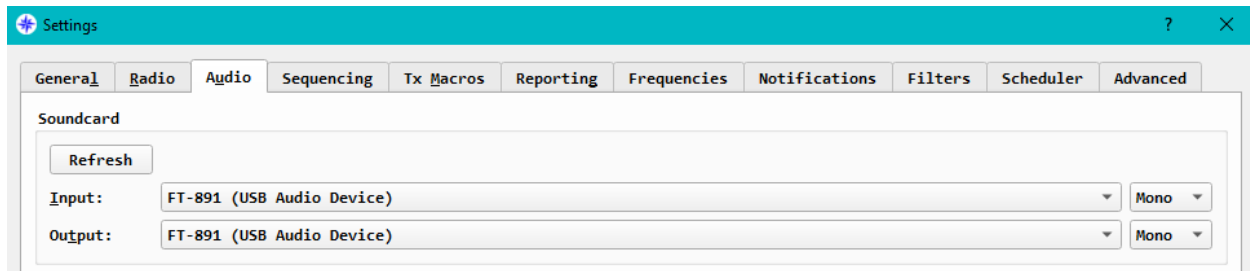 Settings ?
General Radio Audio Sequencing Tx Macros Reporting Frequencies Notifications Filters Scheduler Advanced
Soundcard
Refresh
Input: FT-891 (USB Audio Device) Mono
Output: FT-891 (USB Audio Device) Mono